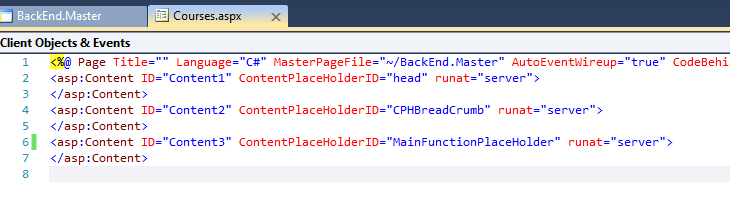 BackEnd.Master Courses.aspx
Client Objects & Events
1 <%@ Page Title="" Language="C#" MasterPageFile="~/BackEnd.Master" AutoEventWireup="true" CodeBehi
2 <asp:Content ID="Content1" ContentPlaceHolderID="head" runat="server">
3 </asp:Content>
4 <asp:Content ID="Content2" ContentPlaceHolderID="CPHBreadCrumb" runat="server">
5 </asp:Content>
6 <asp:Content ID="Content3" ContentPlaceHolderID="MainFunctionPlaceHolder" runat="server">
7 </asp:Content>
8